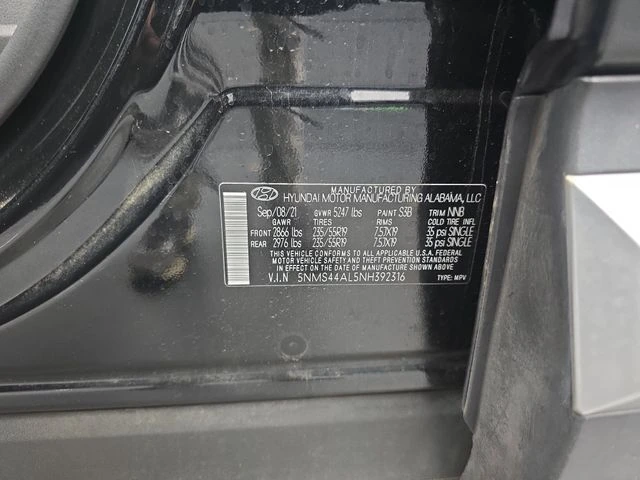 MANUFACTURED BY
HYUNDAI MOTOR MANUFACTURING ALABAMA, LLC
Sep/08/21 GVWR 5247 lbs PAINT S3B TRIM NNB
GAWR TIRES RIMS COLD TIRE INFL
FRONT 2866 lbs 235/55R19 7.5JX19 35 psi SINGLE
REAR 2976 lbs 235/55R19 7.5JX19 35 psi SINGLE
THIS VEHICLE CONFORMS TO ALL APPLICABLE U.S.A. FEDERAL
MOTOR VEHICLE SAFETY AND THEFT PREVENTION STANDARDS
IN EFFECT ON THE DATE OF MANUFACTURE SHOWN ABOVE.
V.I.N 5NMS44AL5NH392316 TYPE: MPV